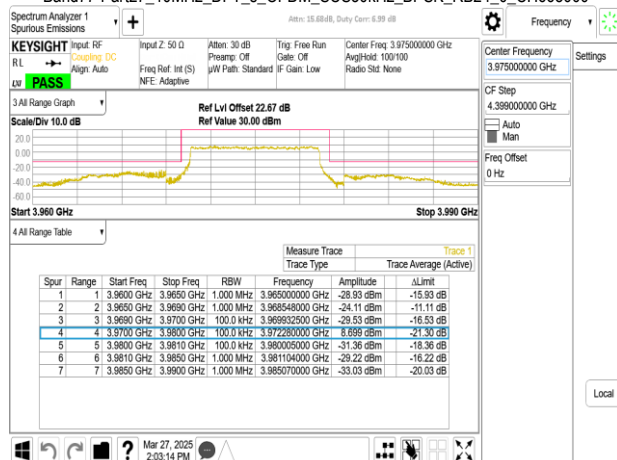 Spectrum Analyzer 1
Spurious Emissions
Attn: 15.68dB, Duty Corr: 6.99 dB
Frequency
KEYSIGHT
Input: RF
Input Z: 50 Ω
Atten: 30 dB
Trig: Free Run
Center Freq: 3.975000000 GHz
RL
Coupling: DC
Preamp: Off
Gate: Off
Avg|Hold: 100/100
Align: Auto
Freq Ref: Int (S)
µW Path: Standard
IF Gain: Low
Radio Std: None
LXI
PASS
NFE: Adaptive
Center Frequency
3.975000000 GHz
Settings
CF Step
4.399000000 GHz
Auto
Man
Freq Offset
0 Hz
3 All Range Graph
Ref Lvl Offset 22.67 dB
Scale/Div 10.0 dB
Ref Value 30.00 dBm
20.0
0.00
-20.0
-40.0
-60.0
Start 3.960 GHz
Stop 3.990 GHz
4 All Range Table
Measure Trace Trace 1
Trace Type Trace Average (Active)
Spur Range Start Freq Stop Freq RBW Frequency Amplitude ΔLimit
1 1 3.9600 GHz 3.9650 GHz 1.000 MHz 3.965000000 GHz -28.93 dBm -15.93 dB
2 2 3.9650 GHz 3.9690 GHz 1.000 MHz 3.968548000 GHz -24.11 dBm -11.11 dB
3 3 3.9690 GHz 3.9700 GHz 100.0 kHz 3.969932500 GHz -29.53 dBm -16.53 dB
4 4 3.9700 GHz 3.9800 GHz 100.0 kHz 3.972280000 GHz 8.699 dBm -21.30 dB
5 5 3.9800 GHz 3.9810 GHz 100.0 kHz 3.980005000 GHz -31.36 dBm -18.36 dB
6 6 3.9810 GHz 3.9850 GHz 1.000 MHz 3.981104000 GHz -29.22 dBm -16.22 dB
7 7 3.9850 GHz 3.9900 GHz 1.000 MHz 3.985070000 GHz -33.03 dBm -20.03 dB
Local
?
Mar 27, 2025
2:03:14 PM